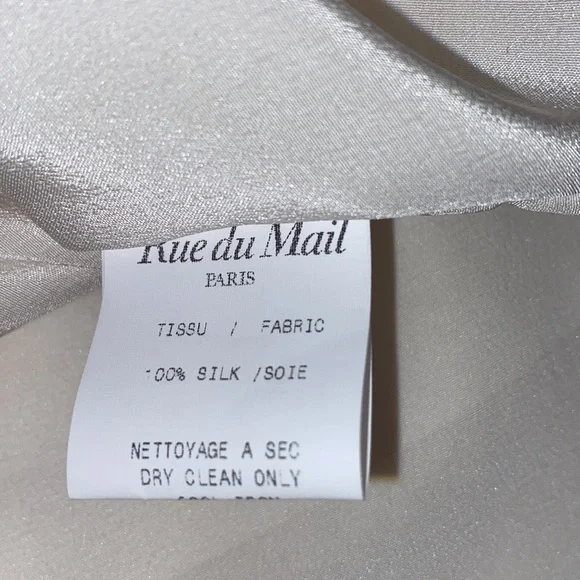 Rue du Mail
PARIS
TISSU / FABRIC
100% SILK /SOIE
NETTOYAGE A SEC
DRY CLEAN ONLY